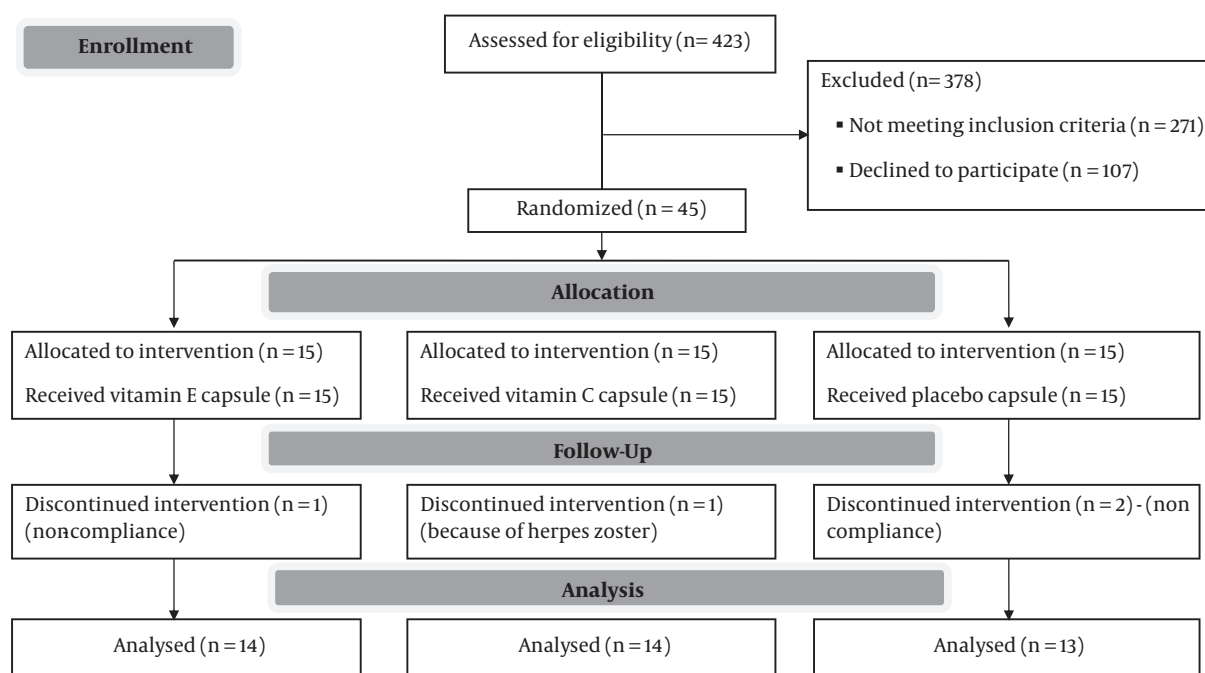 Enrollment
Assessed for eligibility (n= 423)
Excluded (n= 378)
▪ Not meeting inclusion criteria (n = 271)
▪ Declined to participate (n = 107)
Randomized (n = 45)
Allocation
Allocated to intervention (n = 15)
Received vitamin E capsule (n = 15)
Allocated to intervention (n = 15)
Received vitamin C capsule (n = 15)
Allocated to intervention (n = 15)
Received placebo capsule (n = 15)
Follow-Up
Discontinued intervention (n = 1)
(noncompliance)
Discontinued intervention (n = 1)
(because of herpes zoster)
Discontinued intervention (n = 2) - (non
compliance)
Analysis
Analysed (n = 14)
Analysed (n = 14)
Analysed (n = 13)